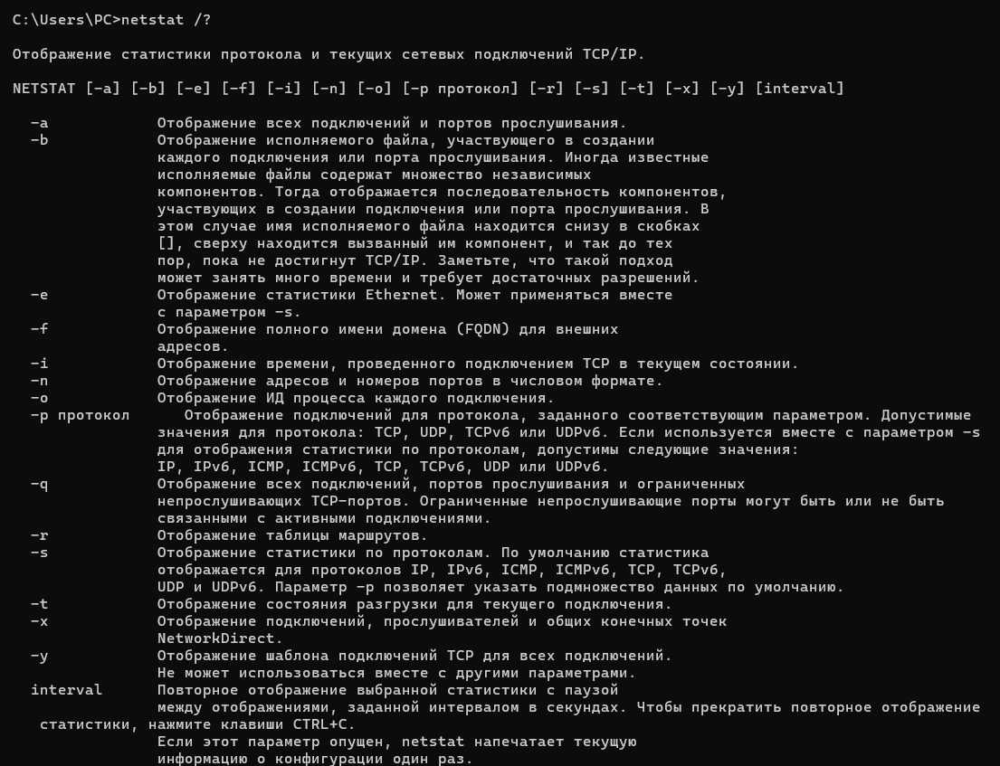 C:\Users\PC>netstat /?
Отображение статистики протокола и текущих сетевых подключений TCP/IP.
NETSTAT [-a] [-b] [-e] [-f] [-i] [-n] [-o] [-p протокол] [-r] [-s] [-t] [-x] [-y] [interval]
-a Отображение всех подключений и портов прослушивания.
-b Отображение исполняемого файла, участвующего в создании
каждого подключения или порта прослушивания. Иногда известные
исполняемые файлы содержат множество независимых
компонентов. Тогда отображается последовательность компонентов,
участвующих в создании подключения или порта прослушивания. В
этом случае имя исполняемого файла находится снизу в скобках
[], сверху находится вызванный им компонент, и так до тех
пор, пока не достигнут TCP/IP. Заметьте, что такой подход
может занять много времени и требует достаточных разрешений.
-e Отображение статистики Ethernet. Может применяться вместе
с параметром -s.
-f Отображение полного имени домена (FQDN) для внешних
адресов.
-i Отображение времени, проведенного подключением TCP в текущем состоянии.
-n Отображение адресов и номеров портов в числовом формате.
-o Отображение ИД процесса каждого подключения.
-p протокол Отображение подключений для протокола, заданного соответствующим параметром. Допустимые
значения для протокола: TCP, UDP, TCPv6 или UDPv6. Если используется вместе с параметром -s
для отображения статистики по протоколам, допустимы следующие значения:
IP, IPv6, ICMP, ICMPv6, TCP, TCPv6, UDP или UDPv6.
-q Отображение всех подключений, портов прослушивания и ограниченных
непрослушивающих TCP-портов. Ограниченные непрослушивающие порты могут быть или не быть
связанными с активными подключениями.
-r Отображение таблицы маршрутов.
-s Отображение статистики по протоколам. По умолчанию статистика
отображается для протоколов IP, IPv6, ICMP, ICMPv6, TCP, TCPv6,
UDP и UDPv6. Параметр -p позволяет указать подмножество данных по умолчанию.
-t Отображение состояния разгрузки для текущего подключения.
-x Отображение подключений, прослушивателей и общих конечных точек
NetworkDirect.
-y Отображение шаблона подключений TCP для всех подключений.
Не может использоваться вместе с другими параметрами.
interval Повторное отображение выбранной статистики с паузой
между отображениями, заданной интервалом в секундах. Чтобы прекратить повторное отображение
статистики, нажмите клавиши CTRL+C.
Если этот параметр опущен, netstat напечатает текущую
информацию о конфигурации один раз.